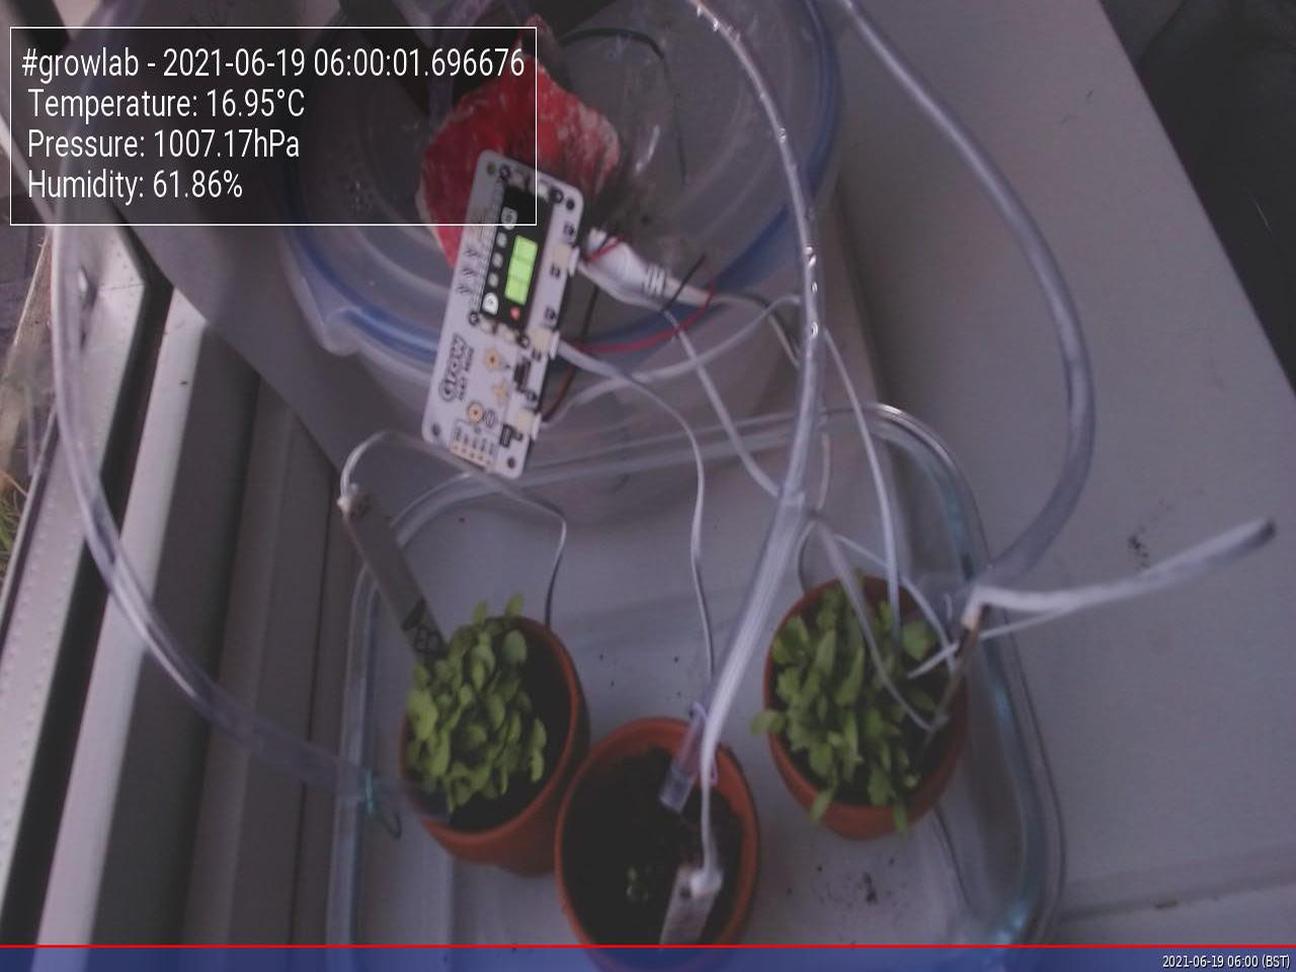 #growlab - 2021-06-19 06:00:01.696676
Temperature: 16.95°C
Pressure: 1007.17hPa
Humidity: 61.86%
GROW
2021-06-19 06:00 (BST)